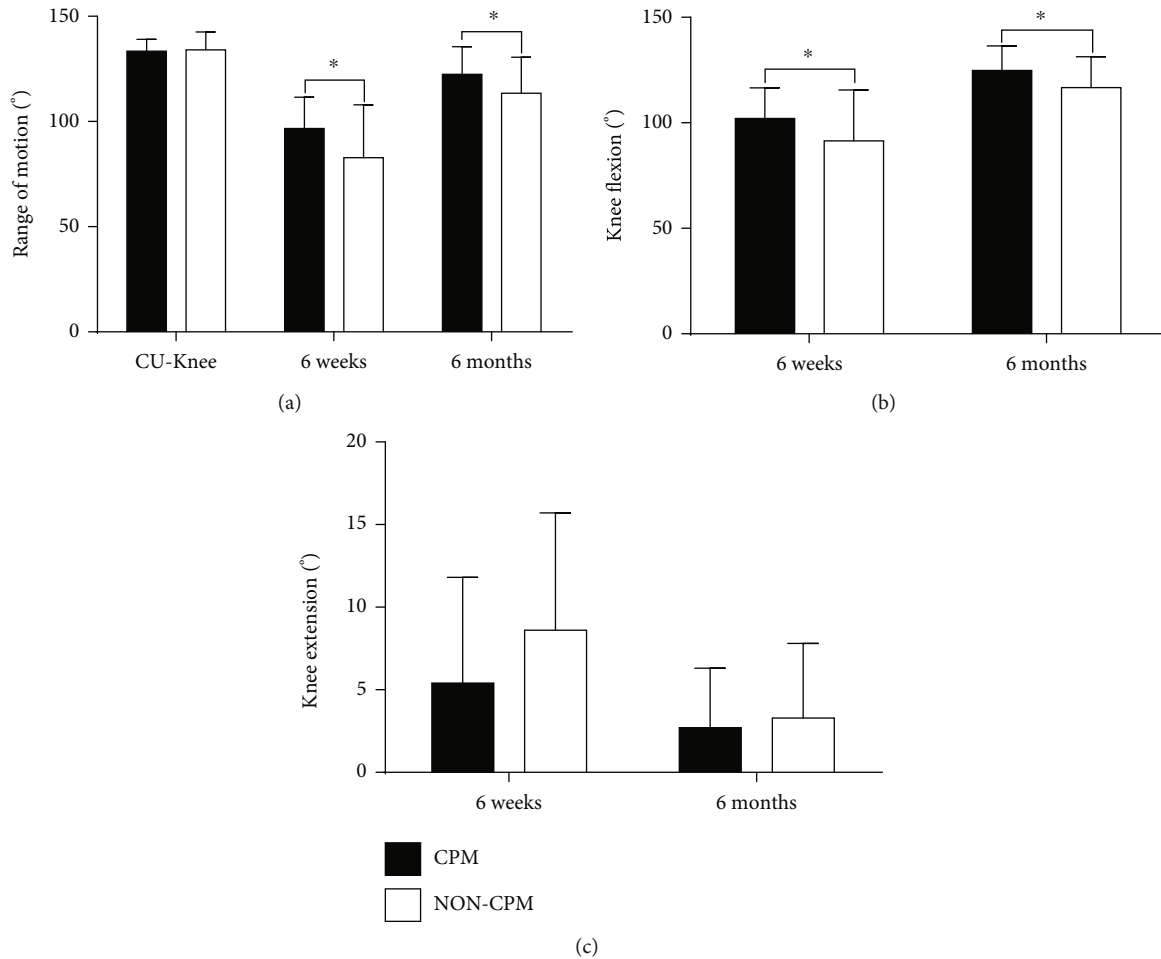 150
100
50
0
Range of motion (°)
*
*
CU-Knee 6 weeks 6 months
(a)
150
100
50
0
Knee flexion (°)
*
*
6 weeks 6 months
(b)
20
15
10
5
0
Knee extension (°)
6 weeks 6 months
CPM
NON-CPM
(c)